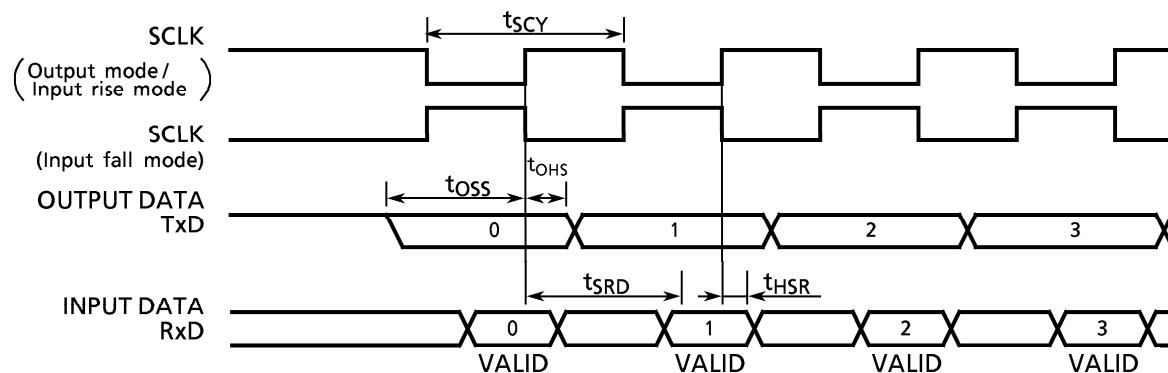 tSCY
SCLK
(Output mode/
Input rise mode)
SCLK
(Input fall mode)
tOHS
tOSS
OUTPUT DATA
TxD
0 1 2 3
tSRD
tHSR
INPUT DATA
RxD
0 1 2 3
VALID VALID VALID VALID